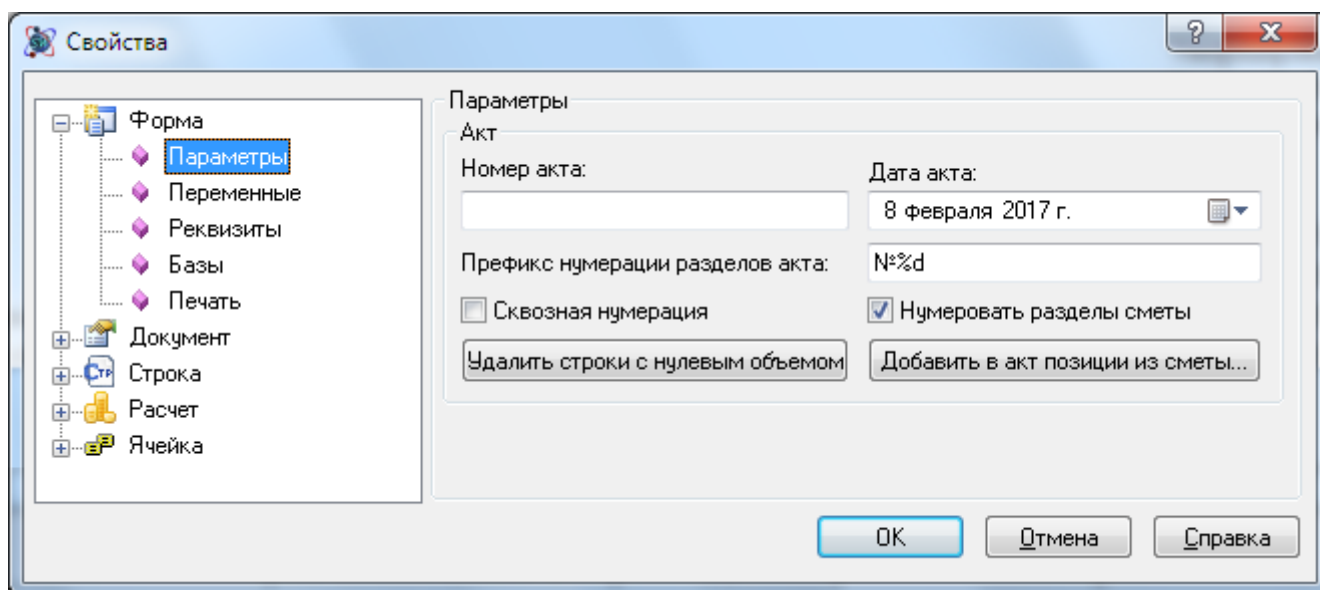 Свойства
Форма
Параметры
Переменные
Реквизиты
Базы
Печать
Документ
Строка
Расчет
Ячейка
Параметры
Акт
Номер акта:
Дата акта:
8 февраля 2017 г.
Префикс нумерации разделов акта:
№%d
Сквозная нумерация
Нумеровать разделы сметы
Удалить строки с нулевым объемом
Добавить в акт позиции из сметы...
OK
Отмена
Справка